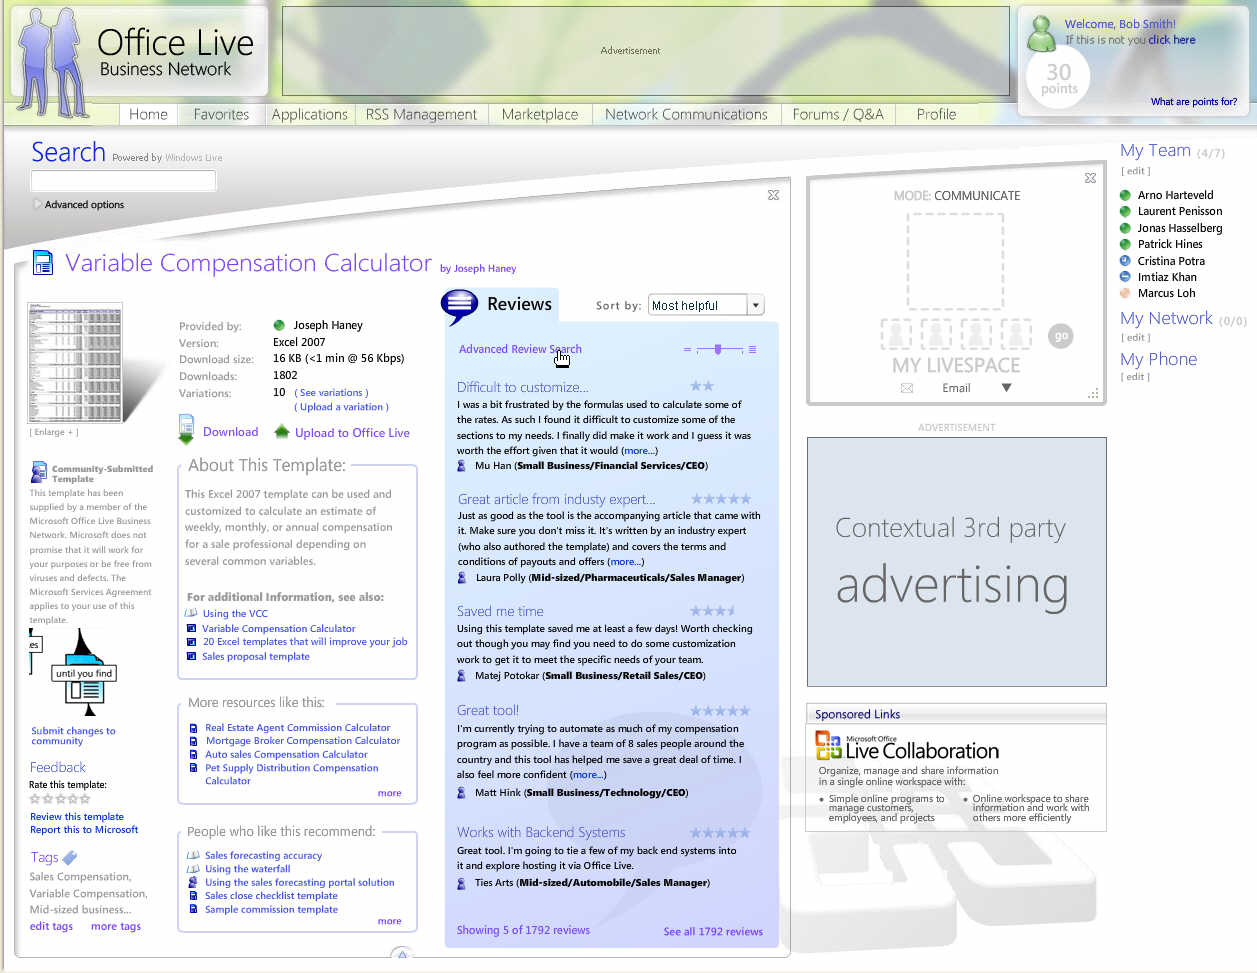 Office Live
Business Network
Advertisement
Welcome, Bob Smith!
If this is not you click here
30
points
What are points for?
Home
Favorites
Applications
RSS Management
Marketplace
Network Communications
Forums / Q&A
Profile
Search Powered by Windows Live
Advanced options
Variable Compensation Calculator by Joseph Haney
[ Enlarge + ]
Provided by: Joseph Haney
Version: Excel 2007
Download size: 16 KB (<1 min @ 56 Kbps)
Downloads: 1802
Variations: 10 ( See variations )
( Upload a variation )
Download
Upload to Office Live
Community-Submitted
Template
This template has been
supplied by a member of the
Microsoft Office Live Business
Network. Microsoft does not
promise that it will work for
your purposes or be free from
viruses and defects. The
Microsoft Services Agreement
applies to your use of this
template.
until you find
Submit changes to
community
Feedback
Rate this template:
Review this template
Report this to Microsoft
Tags
Sales Compensation,
Variable Compensation,
Mid-sized business...
edit tags
more tags
About This Template:
This Excel 2007 template can be used and
customized to calculate an estimate of
weekly, monthly, or annual compensation
for a sale professional depending on
several common variables.
For additional Information, see also:
Using the VCC
Variable Compensation Calculator
20 Excel templates that will improve your job
Sales proposal template
More resources like this:
Real Estate Agent Commission Calculator
Mortgage Broker Compensation Calculator
Auto sales Compensation Calculator
Pet Supply Distribution Compensation
Calculator
more
People who like this recommend:
Sales forecasting accuracy
Using the waterfall
Using the sales forecasting portal solution
Sales close checklist template
Sample commission template
more
Reviews
Sort by: Most helpful
Advanced Review Search
Difficult to customize...
I was a bit frustrated by the formulas used to calculate some of
the rates. As such I found it difficult to customize some of the
sections to my needs. I finally did make it work and I guess it was
worth the effort given that it would (more...)
Mu Han (Small Business/Financial Services/CEO)
Great article from industy expert...
Just as good as the tool is the accompanying article that came with
it. Make sure you don't miss it. It's written by an industry expert
(who also authored the template) and covers the terms and
conditions of payouts and offers (more...)
Laura Polly (Mid-sized/Pharmaceuticals/Sales Manager)
Saved me time
Using this template saved me at least a few days! Worth checking
out though you may find you need to do some customization
work to get it to meet the specific needs of your team.
Matej Potokar (Small Business/Retail Sales/CEO)
Great tool!
I'm currently trying to automate as much of my compensation
program as possible. I have a team of 8 sales people around the
country and this tool has helped me save a great deal of time. I
also feel more confident (more...)
Matt Hink (Small Business/Technology/CEO)
Works with Backend Systems
Great tool. I'm going to tie a few of my back end systems into
it and explore hosting it via Office Live.
Ties Arts (Mid-sized/Automobile/Sales Manager)
Showing 5 of 1792 reviews
See all 1792 reviews
MODE: COMMUNICATE
go
MY LIVESPACE
Email
ADVERTISEMENT
Contextual 3rd party
advertising
Sponsored Links
Microsoft Office
Live Collaboration
Organize, manage and share information
in a single online workspace with:
• Simple online programs to
manage customers,
employees, and projects
• Online workspace to share
information and work with
others more efficiently
My Team (4/7)
[ edit ]
Arno Harteveld
Laurent Penisson
Jonas Hasselberg
Patrick Hines
Cristina Potra
Imtiaz Khan
Marcus Loh
My Network (0/0)
[ edit ]
My Phone
[ edit ]